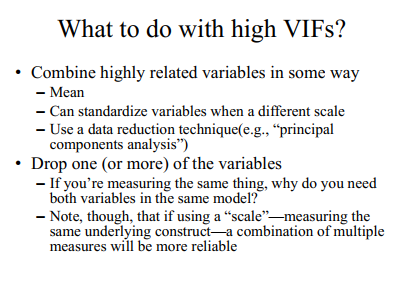 What to do with high VIFs?
• Combine highly related variables in some way
– Mean
– Can standardize variables when a different scale
– Use a data reduction technique(e.g., “principal
components analysis”)
• Drop one (or more) of the variables
– If you’re measuring the same thing, why do you need
both variables in the same model?
– Note, though, that if using a “scale”—measuring the
same underlying construct—a combination of multiple
measures will be more reliable